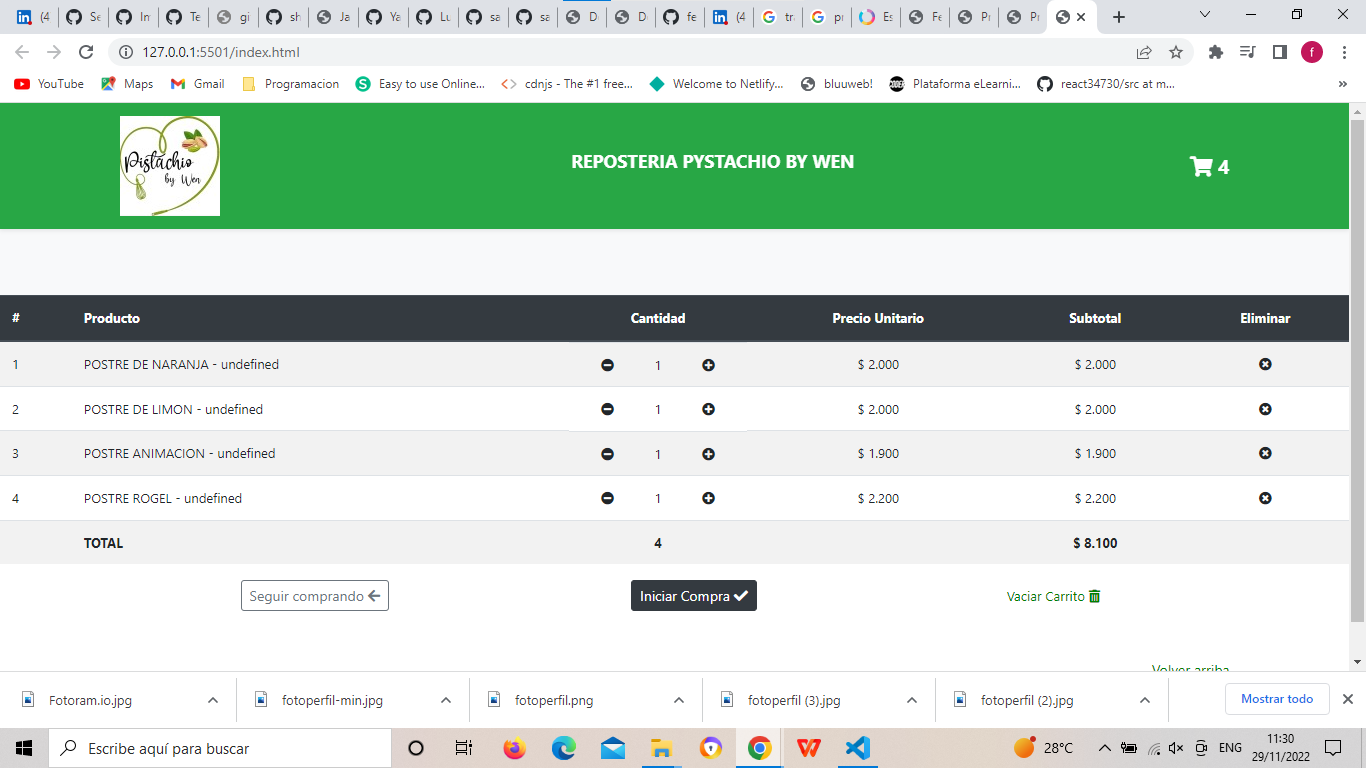 (4 Se In Te gi sh Ja Ya Lu sa sa D D fe (4 tra pr Es Fe Pr Pr
127.0.0.1:5501/index.html
f
YouTube Maps Gmail Programacion Easy to use Online... cdnjs - The #1 free... Welcome to Netlify... bluuweb! Plataforma eLearni... react34730/src at m... »
Pistachio
by Wen
REPOSTERIA PYSTACHIO BY WEN
4
# Producto Cantidad Precio Unitario Subtotal Eliminar
1 POSTRE DE NARANJA - undefined 1 $ 2.000 $ 2.000
2 POSTRE DE LIMON - undefined 1 $ 2.000 $ 2.000
3 POSTRE ANIMACION - undefined 1 $ 1.900 $ 1.900
4 POSTRE ROGEL - undefined 1 $ 2.200 $ 2.200
TOTAL 4 $ 8.100
Seguir comprando Iniciar Compra Vaciar Carrito
Volver arriba
Fotoram.io.jpg fotoperfil-min.jpg fotoperfil.png fotoperfil (3).jpg fotoperfil (2).jpg Mostrar todo
Escribe aquí para buscar
28°C ENG 11:30
29/11/2022